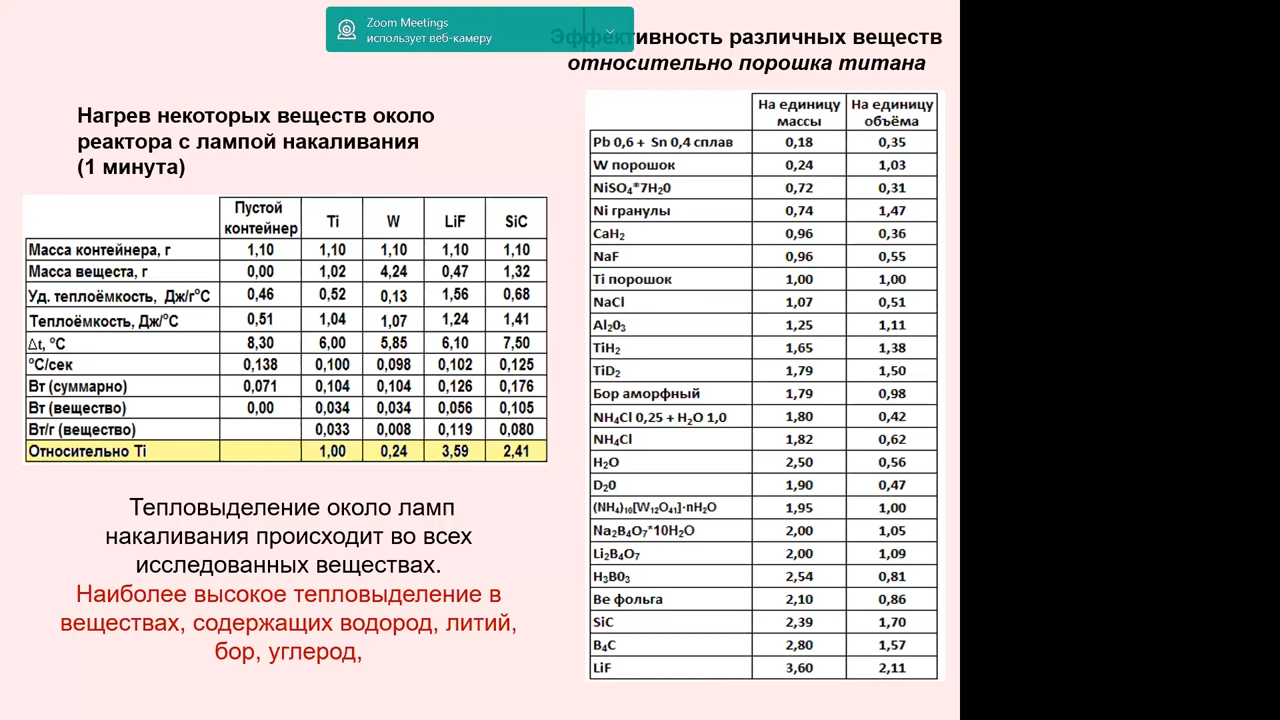 Zoom Meetings
использует веб-камеру
Эффективность различных веществ
относительно порошка титана
Нагрев некоторых веществ около
реактора с лампой накаливания
(1 минута)
Пустой контейнер Ti W LiF SiC
Масса контейнера, г 1,10 1,10 1,10 1,10 1,10
Масса вещеста, г 0,00 1,02 4,24 0,47 1,32
Уд. теплоёмкость, Дж/г°С 0,46 0,52 0,13 1,56 0,68
Теплоёмкость, Дж/°С 0,51 1,04 1,07 1,24 1,41
Δt, °С 8,30 6,00 5,85 6,10 7,50
°С/сек 0,138 0,100 0,098 0,102 0,125
Вт (суммарно) 0,071 0,104 0,104 0,126 0,176
Вт (вещество) 0,00 0,034 0,034 0,056 0,105
Вт/г (вещество) 0,033 0,008 0,119 0,080
Относительно Ti 1,00 0,24 3,59 2,41
Тепловыделение около ламп
накаливания происходит во всех
исследованных веществах.
Наиболее высокое тепловыделение в
веществах, содержащих водород, литий,
бор, углерод,
На единицу массы На единицу объёма
Pb 0,6 + Sn 0,4 сплав 0,18 0,35
W порошок 0,24 1,03
NiSO₄*7H₂0 0,72 0,31
Ni гранулы 0,74 1,47
CaH₂ 0,96 0,36
NaF 0,96 0,55
Ti порошок 1,00 1,00
NaCl 1,07 0,51
Al₂0₃ 1,25 1,11
TiH₂ 1,65 1,38
TiD₂ 1,79 1,50
Бор аморфный 1,79 0,98
NH₄Cl 0,25 + H₂O 1,0 1,80 0,42
NH₄Cl 1,82 0,62
H₂O 2,50 0,56
D₂0 1,90 0,47
(NH₄)₁₀[W₁₂O₄₁]·nH₂O 1,95 1,00
Na₂B₄O₇*10H₂O 2,00 1,05
Li₂B₄O₇ 2,00 1,09
H₃B0₃ 2,54 0,81
Be фольга 2,10 0,86
SiC 2,39 1,70
B₄C 2,80 1,57
LiF 3,60 2,11